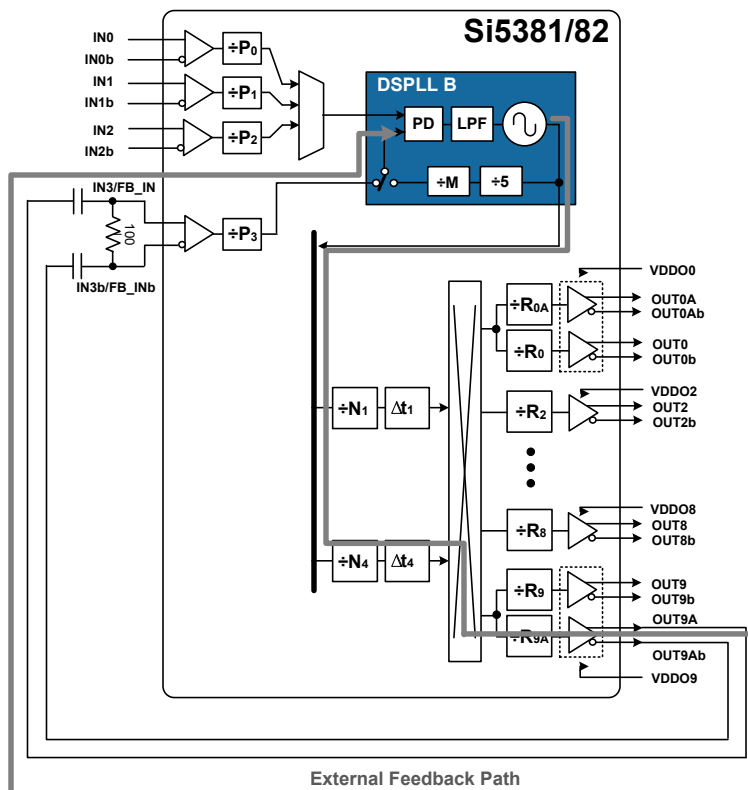 Si5381/82
IN0
IN0b
÷P0
IN1
IN1b
÷P1
IN2
IN2b
÷P2
DSPLL B
PD
LPF
÷M
÷5
IN3/FB_IN
100
÷P3
IN3b/FB_INb
VDDO0
÷R0A
OUT0A
OUT0Ab
÷R0
OUT0
OUT0b
÷N1
Δt1
VDDO2
÷R2
OUT2
OUT2b
VDDO8
÷R8
OUT8
OUT8b
÷N4
Δt4
÷R9
OUT9
OUT9b
÷R9A
OUT9A
OUT9Ab
VDDO9
External Feedback Path